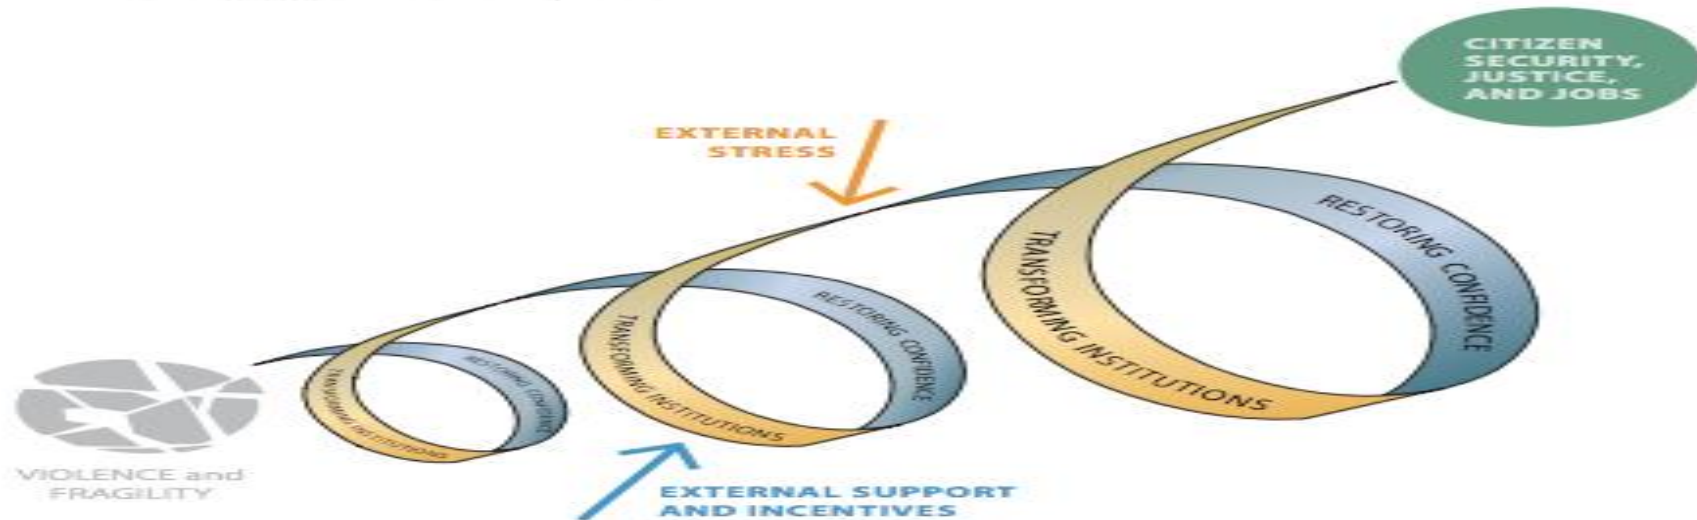 CITIZEN
SECURITY,
JUSTICE,
AND JOBS
EXTERNAL
STRESS
RESTORING CONFIDENCE
TRANSFORMING INSTITUTIONS
RESTORING CONFIDENCE
TRANSFORMING INSTITUTIONS
RESTORING CONFIDENCE
TRANSFORMING INSTITUTIONS
VIOLENCE and
FRAGILITY
EXTERNAL SUPPORT
AND INCENTIVES